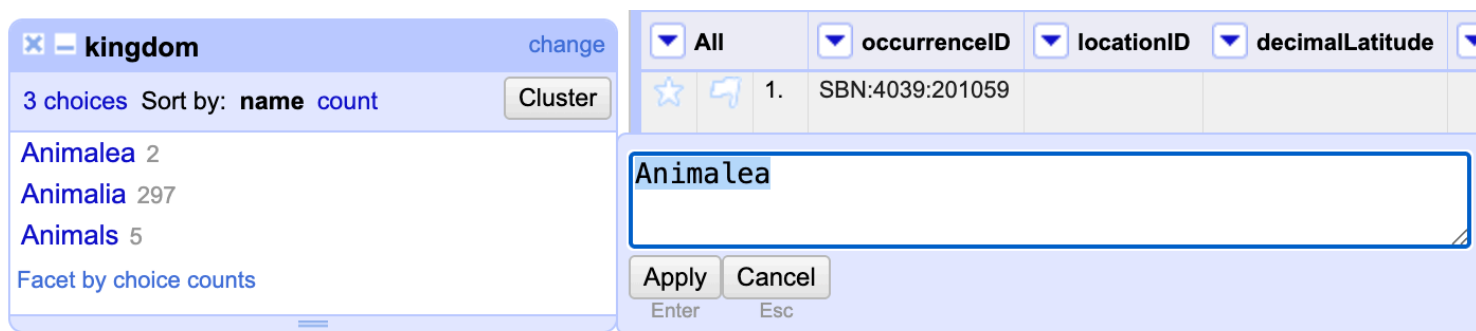 kingdom change
3 choices Sort by: name count Cluster
Animalea 2
Animalia 297
Animals 5
Facet by choice counts
All occurrenceID locationID decimalLatitude
1. SBN:4039:201059
Animalea
Apply Cancel
Enter Esc